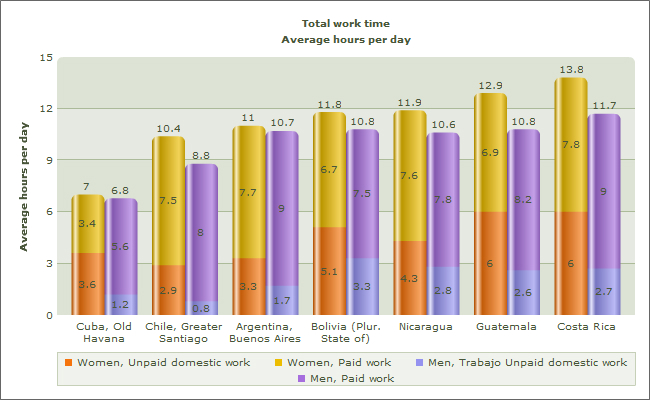 Total work time
Average hours per day
Average hours per day
15
12
9
6
3
0
7 6.8
3.4 5.6
3.6 1.2
10.4 8.8
7.5 8
2.9 0.8
11 10.7
7.7 9
3.3 1.7
11.8 10.8
6.7 7.5
5.1 3.3
11.9 10.6
7.6 7.8
4.3 2.8
12.9 10.8
6.9 8.2
6 2.6
13.8 11.7
7.8 9
6 2.7
Cuba, Old
Havana
Chile, Greater
Santiago
Argentina,
Buenos Aires
Bolivia (Plur.
State of)
Nicaragua
Guatemala
Costa Rica
Women, Unpaid domestic work Women, Paid work Men, Trabajo Unpaid domestic work
Men, Paid work